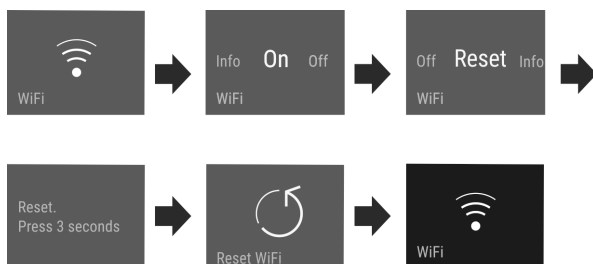 WiFi
Info On Off
WiFi
Off Reset Info
WiFi
Reset.
Press 3 seconds
Reset WiFi
WiFi